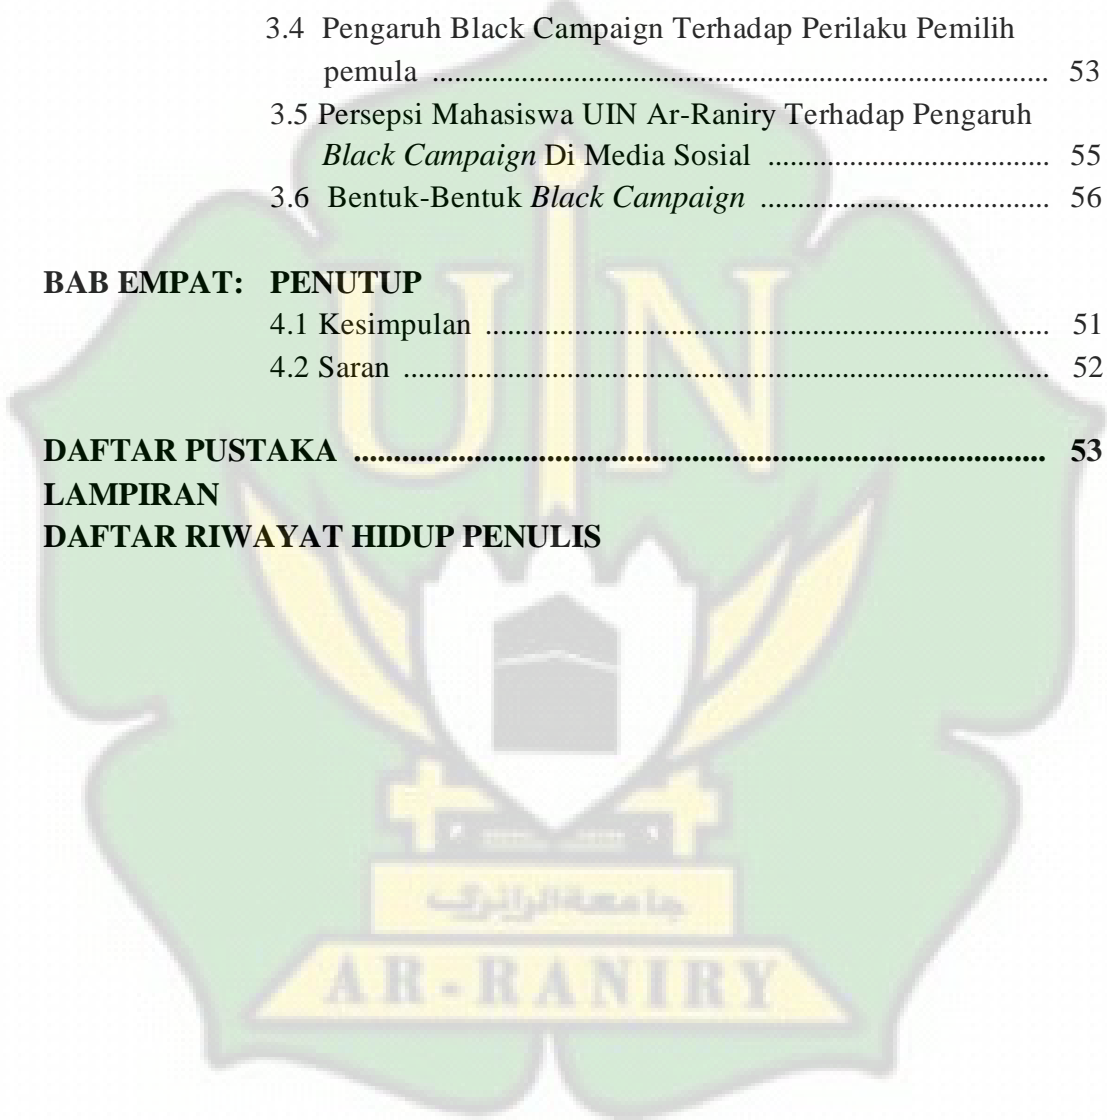 3.4 Pengaruh Black Campaign Terhadap Perilaku Pemilih
pemula .................................................................................. 53
3.5 Persepsi Mahasiswa UIN Ar-Raniry Terhadap Pengaruh
Black Campaign Di Media Sosial ...................................... 55
3.6 Bentuk-Bentuk Black Campaign ....................................... 56
BAB EMPAT: PENUTUP
4.1 Kesimpulan ........................................................................... 51
4.2 Saran ...................................................................................... 52
DAFTAR PUSTAKA ..................................................................................... 53
LAMPIRAN
DAFTAR RIWAYAT HIDUP PENULIS
UIN
جامعة الرانري
AR-RANIRY